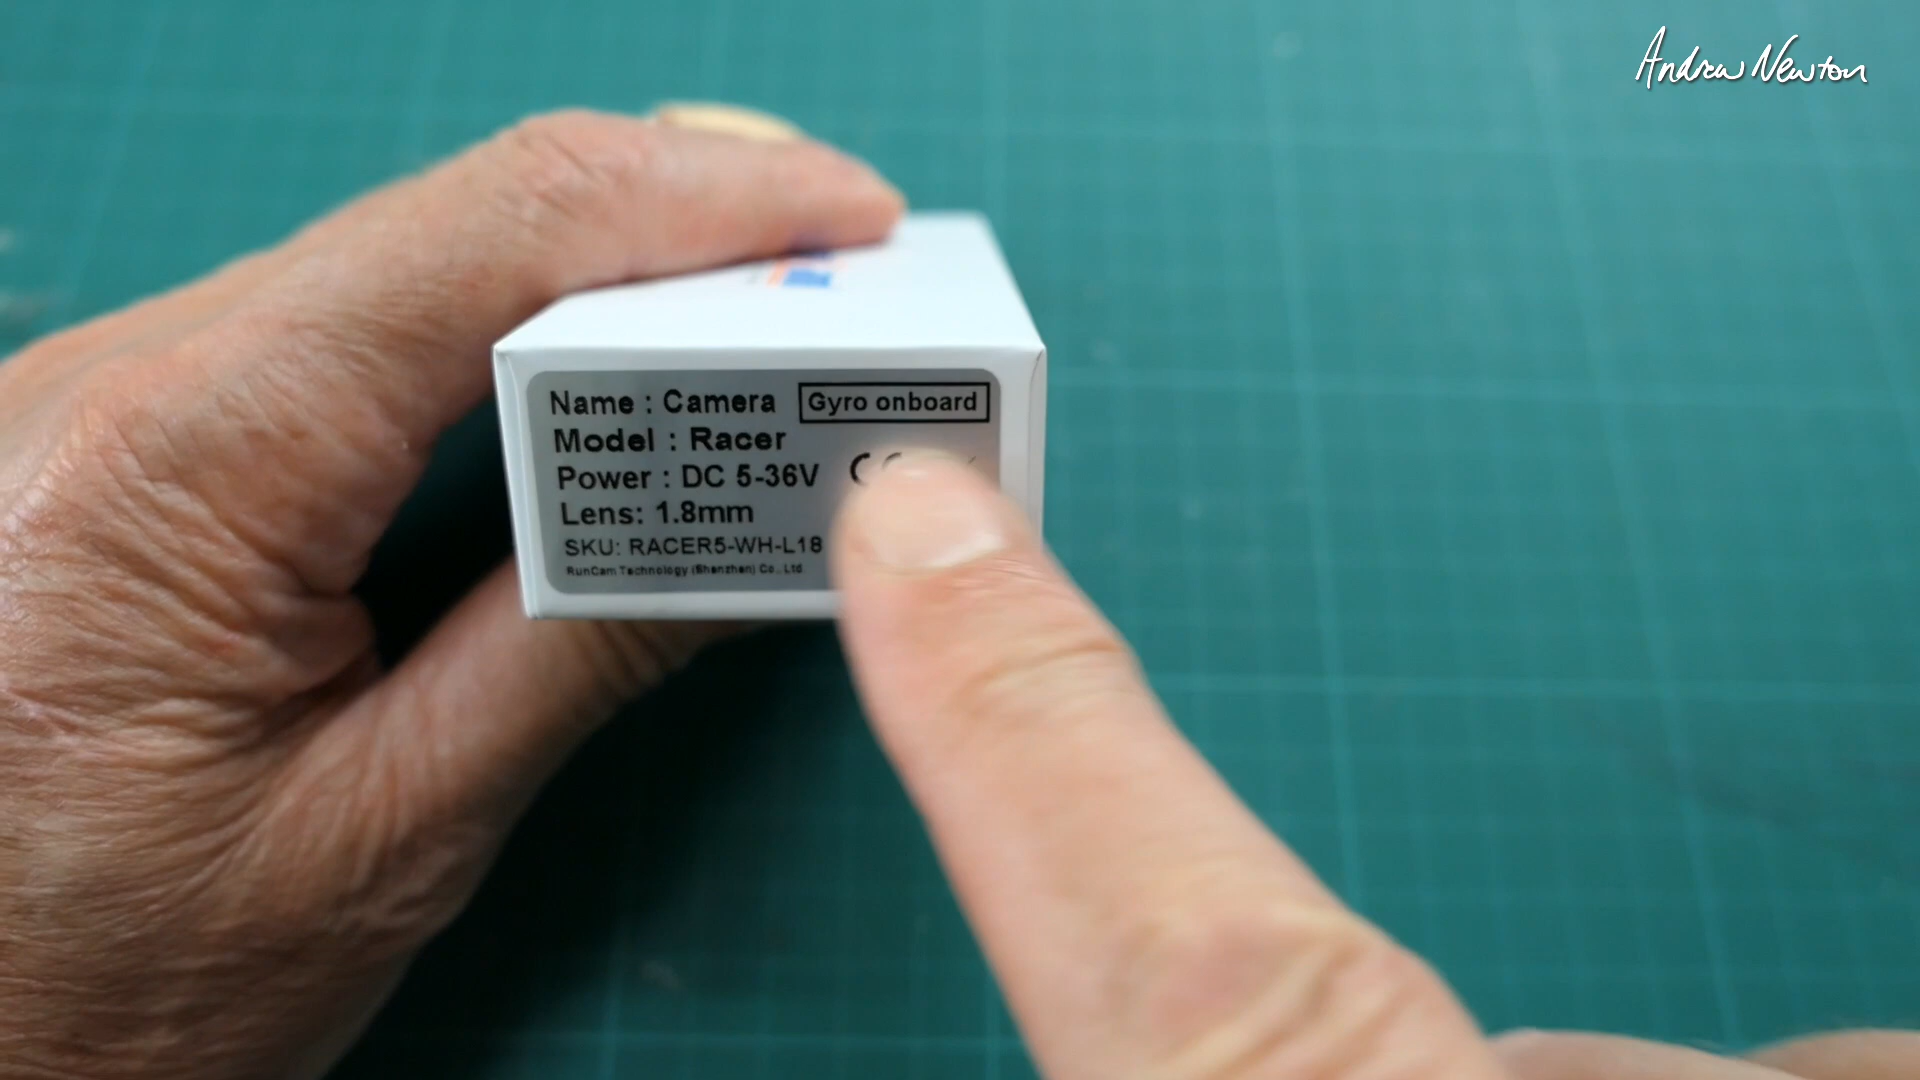 Andrew Newton
Name : Camera Gyro onboard
Model : Racer
Power : DC 5-36V
Lens: 1.8mm
SKU: RACER5-WH-L18
RunCam Technology (Shenzhen) Co., Ltd.